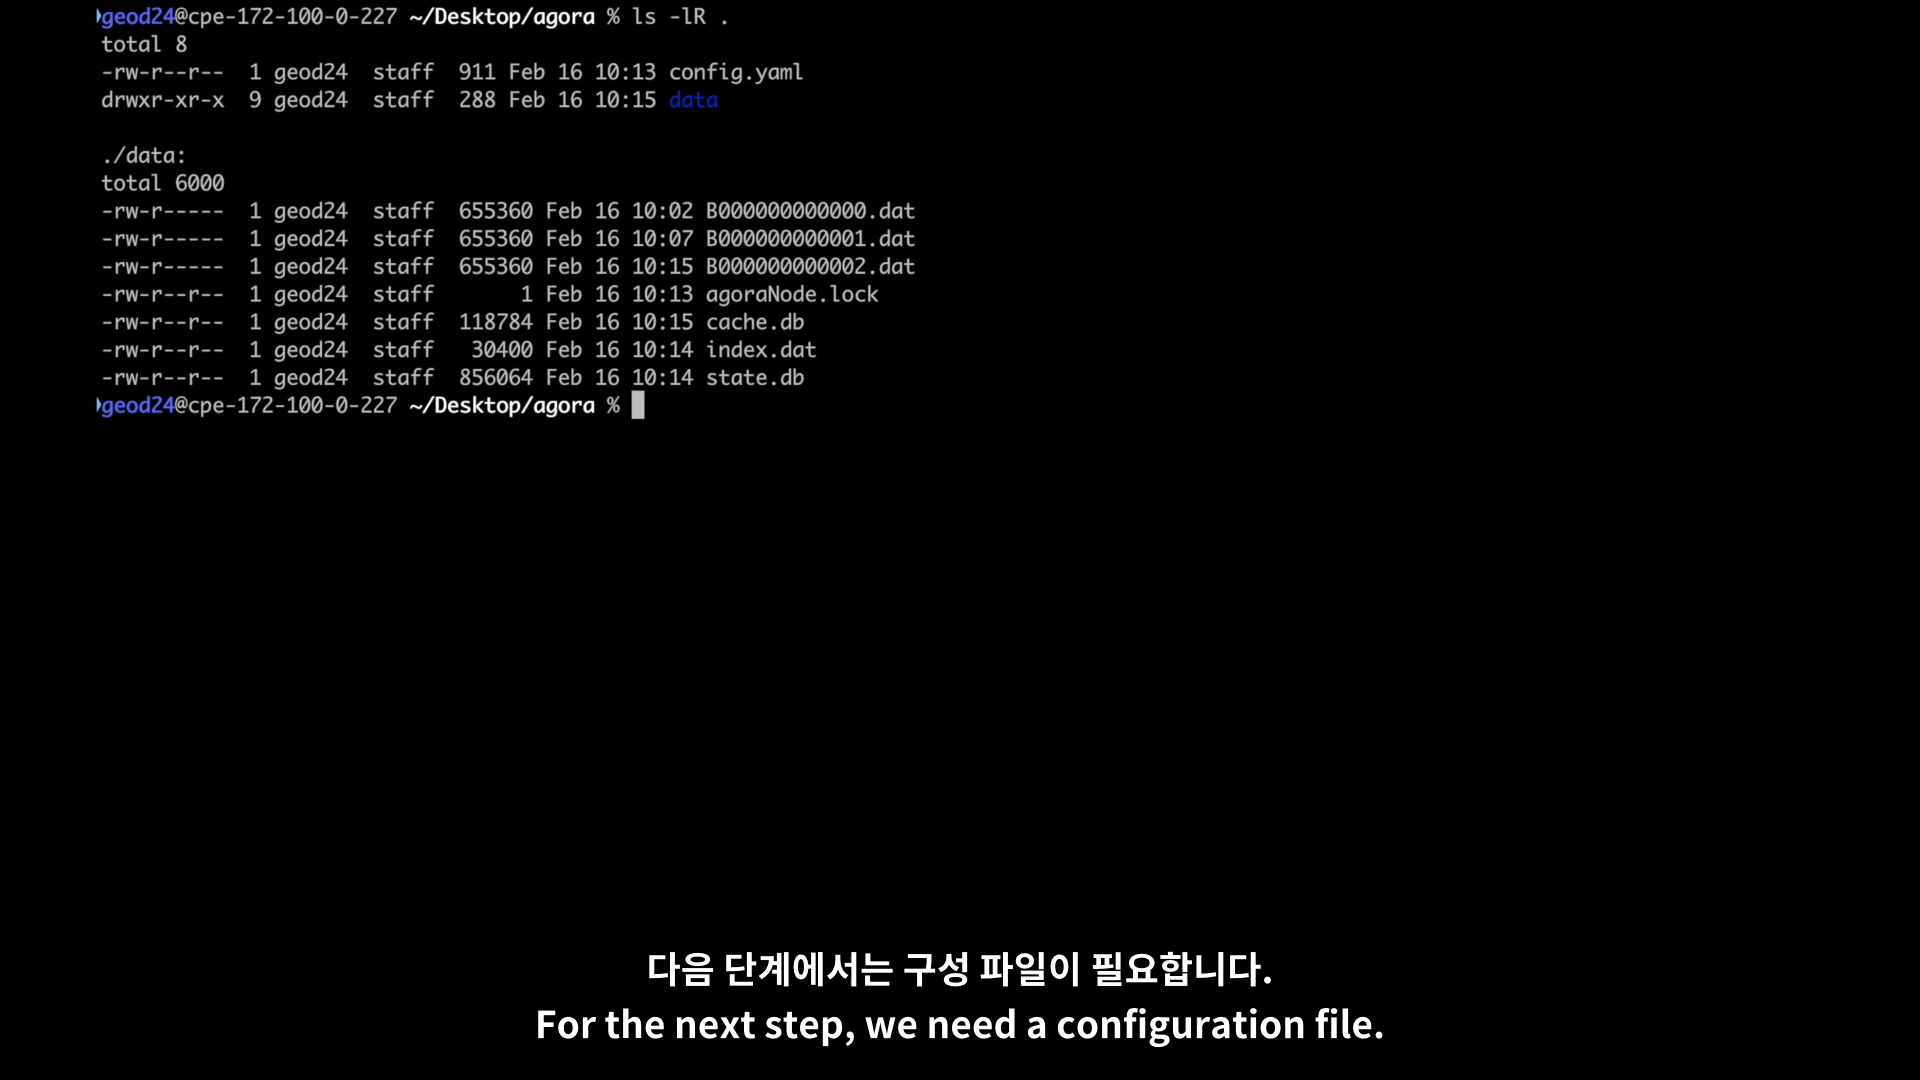 geod24@cpe-172-100-0-227 ~/Desktop/agora % ls -lR .
total 8
-rw-r--r--  1 geod24  staff  911 Feb 16 10:13 config.yaml
drwxr-xr-x  9 geod24  staff  288 Feb 16 10:15 data
./data:
total 6000
-rw-r-----  1 geod24  staff  655360 Feb 16 10:02 B000000000000.dat
-rw-r-----  1 geod24  staff  655360 Feb 16 10:07 B000000000001.dat
-rw-r-----  1 geod24  staff  655360 Feb 16 10:15 B000000000002.dat
-rw-r--r--  1 geod24  staff       1 Feb 16 10:13 agoraNode.lock
-rw-r--r--  1 geod24  staff  118784 Feb 16 10:15 cache.db
-rw-r--r--  1 geod24  staff   30400 Feb 16 10:14 index.dat
-rw-r--r--  1 geod24  staff  856064 Feb 16 10:14 state.db
geod24@cpe-172-100-0-227 ~/Desktop/agora %
다음 단계에서는 구성 파일이 필요합니다.
For the next step, we need a configuration file.